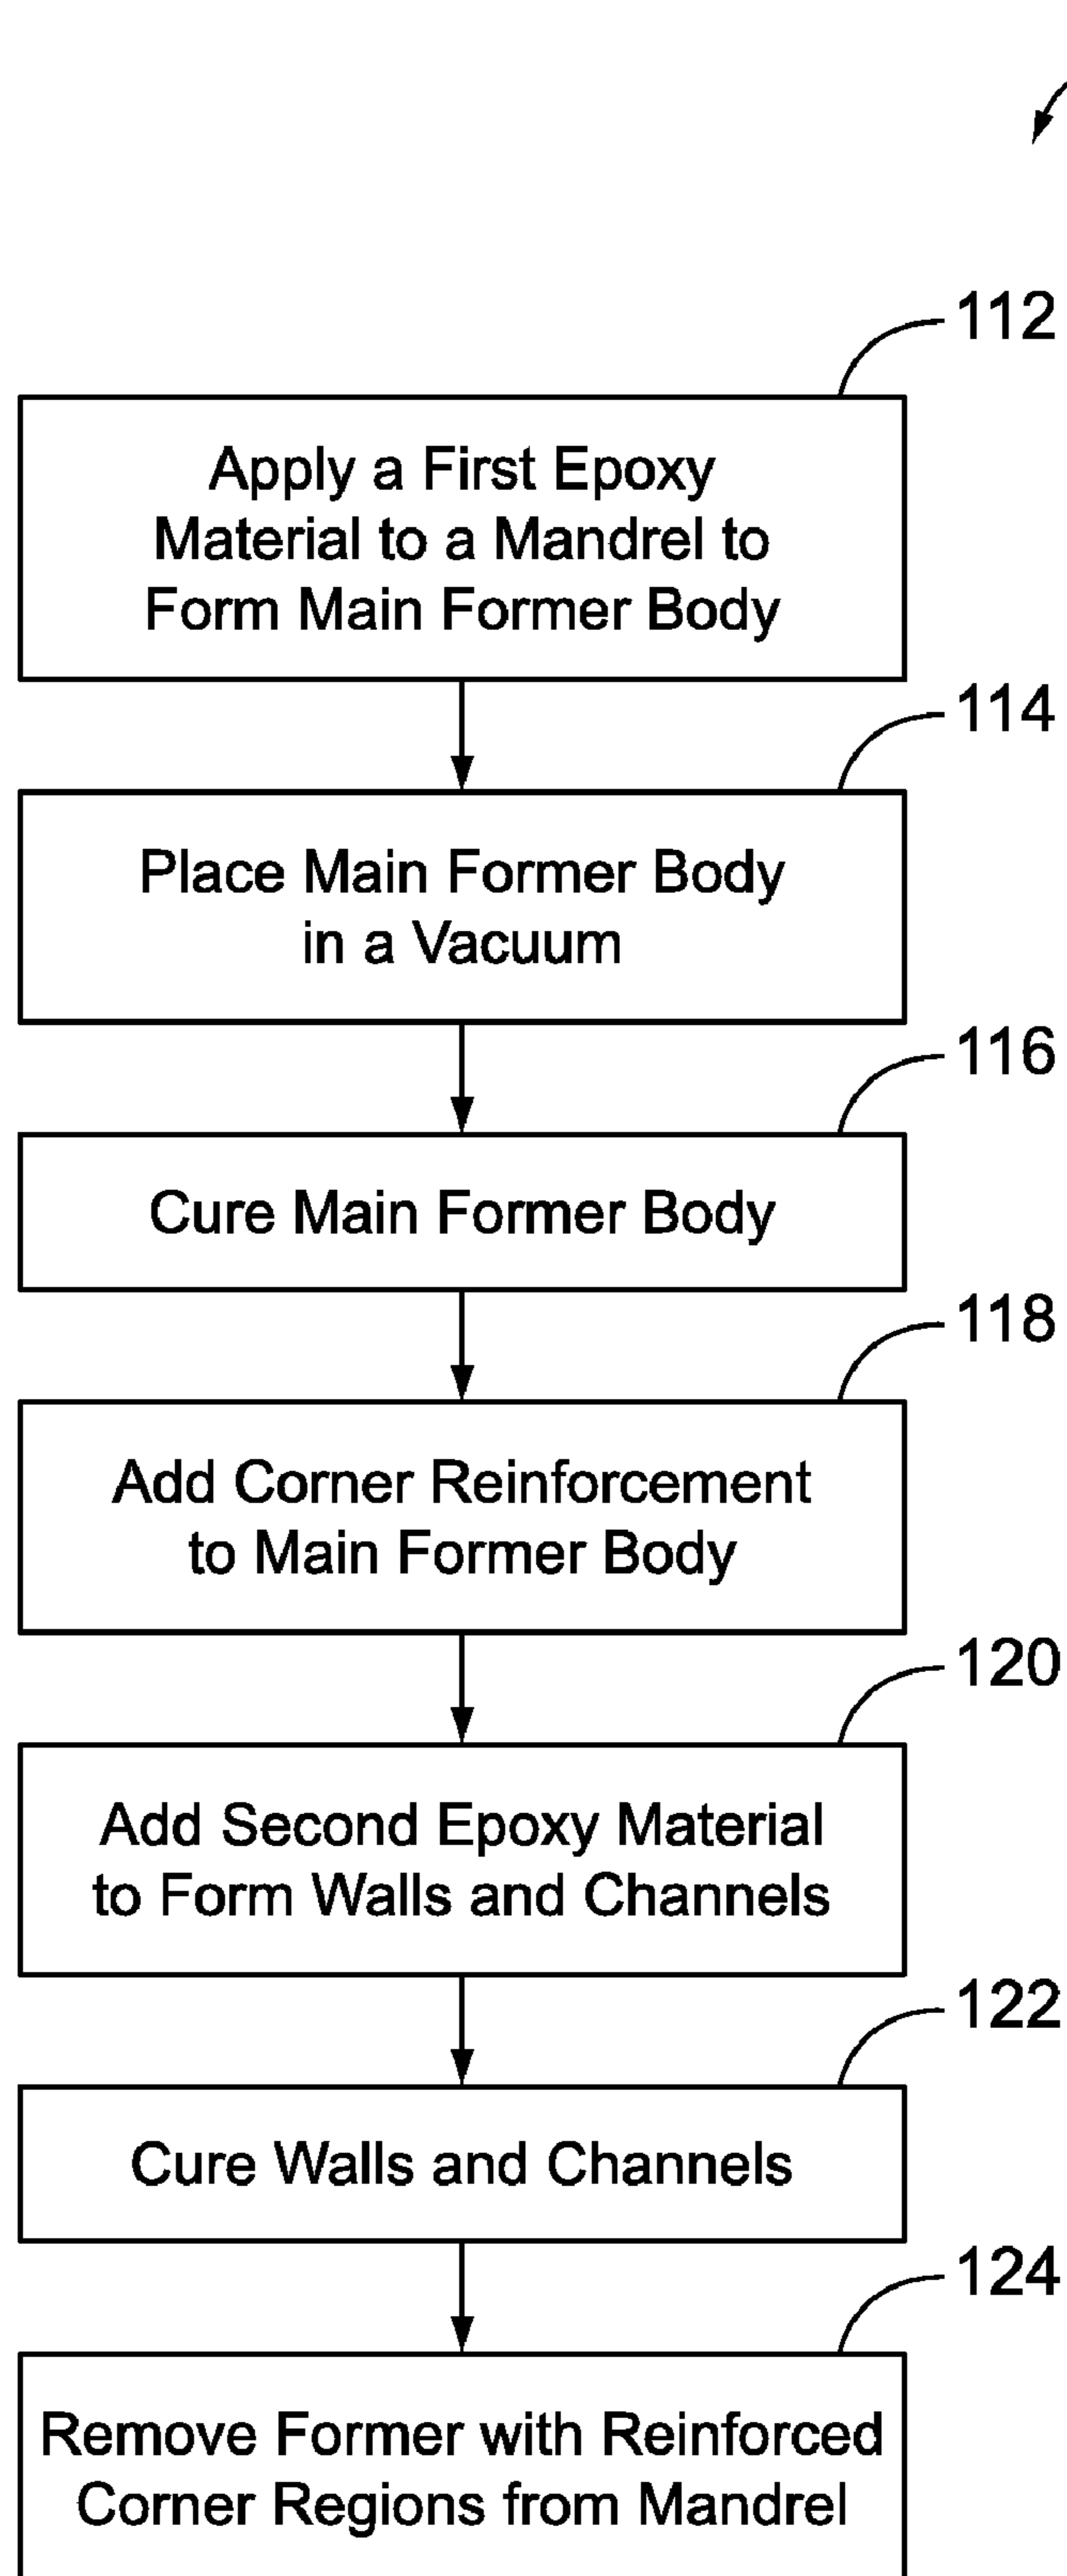 112
Apply a First Epoxy
Material to a Mandrel to
Form Main Former Body
114
Place Main Former Body
in a Vacuum
116
Cure Main Former Body
118
Add Corner Reinforcement
to Main Former Body
120
Add Second Epoxy Material
to Form Walls and Channels
122
Cure Walls and Channels
124
Remove Former with Reinforced
Corner Regions from Mandrel